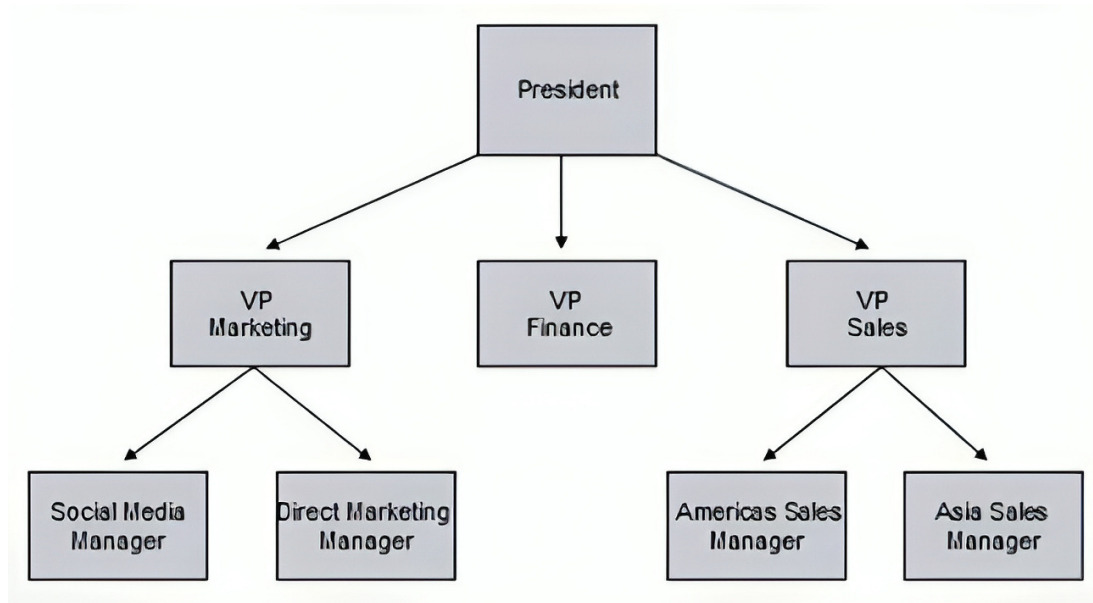 President
VP
Marketing
VP
Finance
VP
Sales
Social Media
Manager
Direct Marketing
Manager
Americas Sales
Manager
Asia Sales
Manager